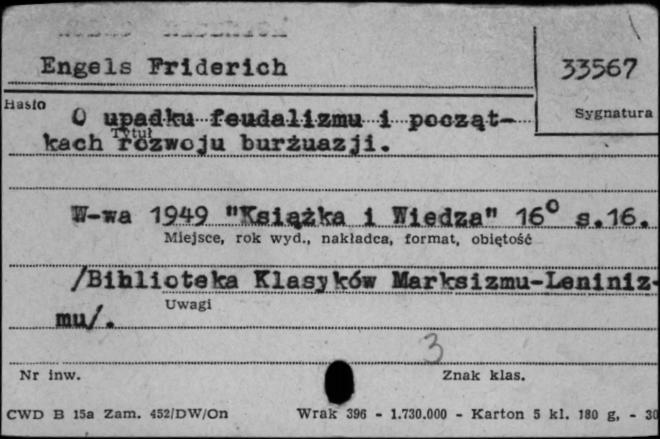 Engels Friderich
33567
Hasło
Sygnatura
O upadku feudalizmu i począt-
Tytuł
kach rozwoju burżuazji.
W-wa 1949 "Książka i Wiedza" 16° s.16.
Miejsce, rok wyd., nakładca, format, objętość
/Biblioteka Klasyków Marksizmu-Leniniz-
Uwagi
mu/.
3
Nr inw.
Znak klas.
CWD B 15a Zam. 452/DW/On Wrak 396 - 1.730.000 - Karton 5 kl. 180 g, - 30